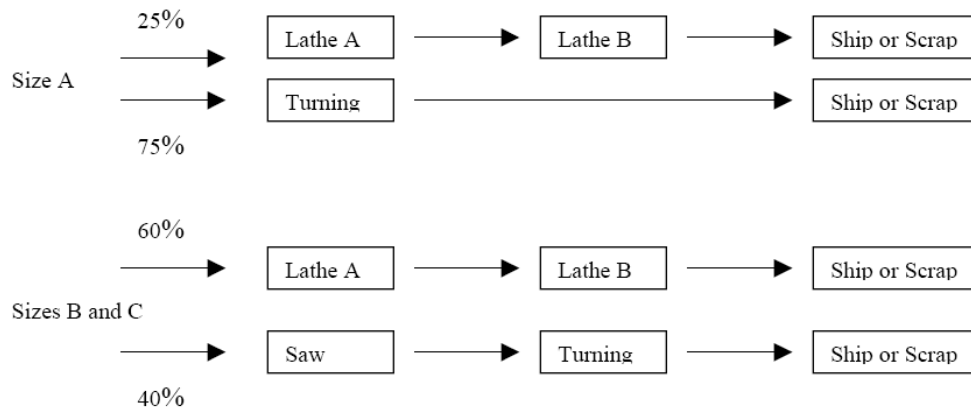 25%
Lathe A
Lathe B
Ship or Scrap
Size A
Turning
Ship or Scrap
75%
60%
Lathe A
Lathe B
Ship or Scrap
Sizes B and C
Saw
Turning
Ship or Scrap
40%